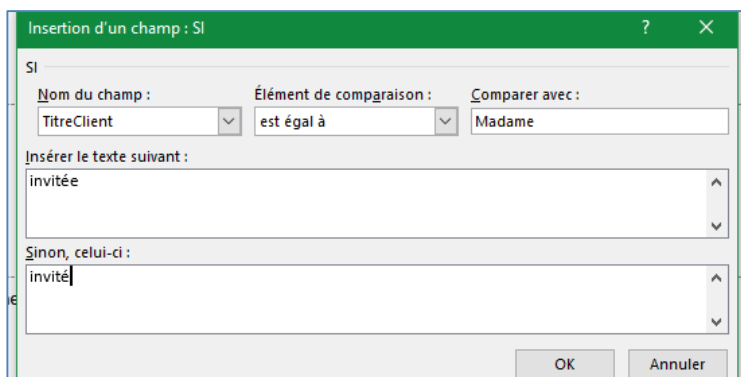 Insertion d'un champ : SI ? ×
SI
Nom du champ : Élément de comparaison : Comparer avec :
TitreClient est égal à Madame
Insérer le texte suivant :
invitée
Sinon, celui-ci :
invité
OK Annuler